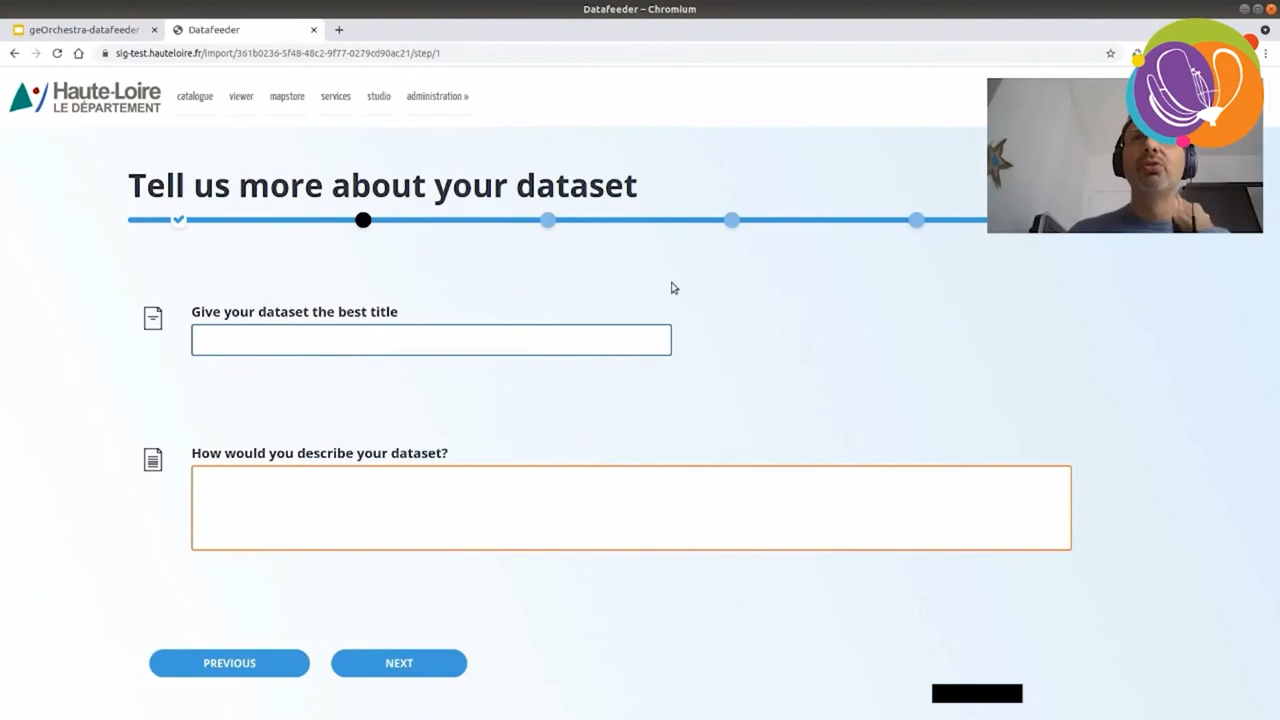 Datafeeder – Chromium
geOrchestra-datafeeder
Datafeeder
sig-test.hauteloire.fr/import/361b0236-5f48-48c2-9f77-0279cd90ac21/step/1
Haute-Loire
LE DÉPARTEMENT
catalogue viewer mapstore services studio administration »
Tell us more about your dataset
Give your dataset the best title
How would you describe your dataset?
PREVIOUS NEXT